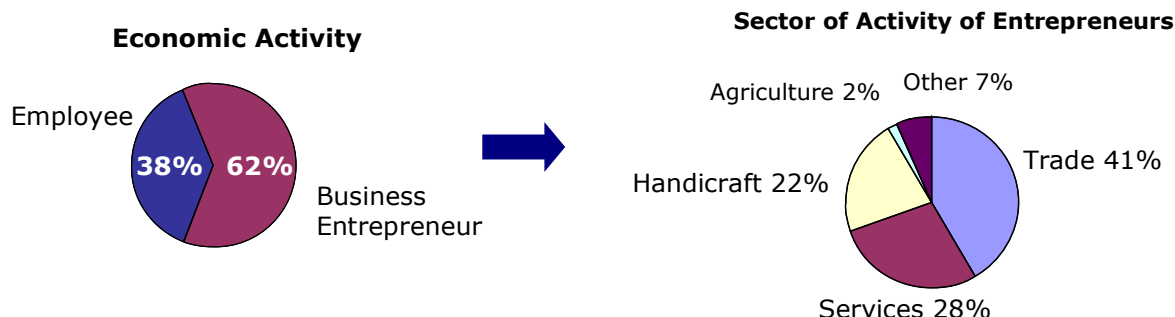 Economic Activity
Employee
38%
62%
Business
Entrepreneur
Sector of Activity of Entrepreneurs
Agriculture 2%
Other 7%
Handicraft 22%
Trade 41%
Services 28%